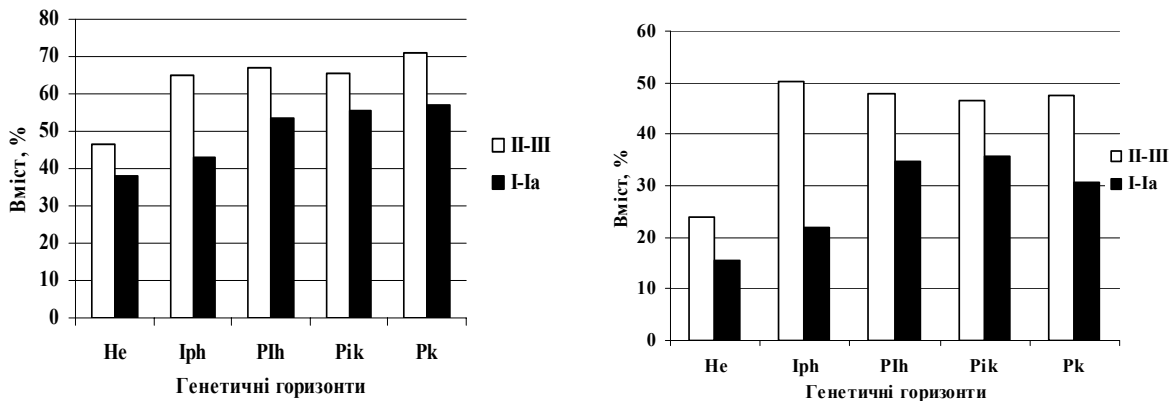 Вміст, %
80
70
60
50
40
30
20
10
0
He
Iph
PIh
Pik
Pk
Генетичні горизонти
II-III
I-Ia
Вміст, %
60
50
40
30
20
10
0
He
Iph
PIh
Pik
Pk
Генетичні горизонти
II-III
I-Ia